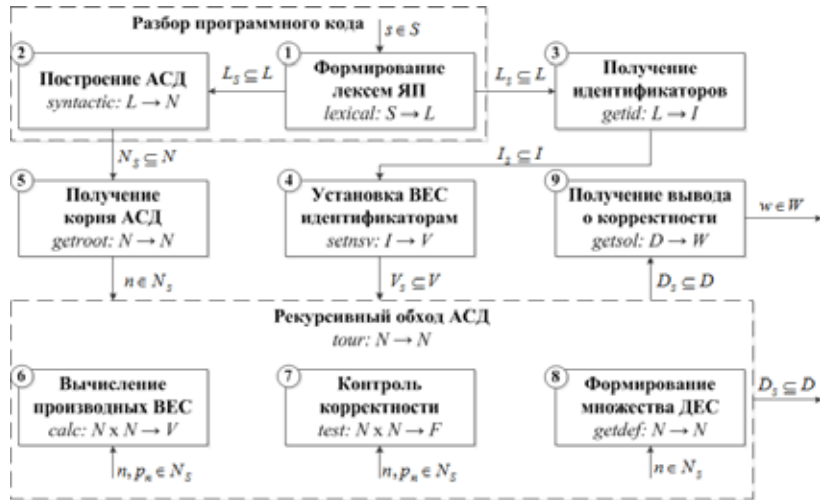 Разбор программного кода
s ∈ S
2
Построение АСД
syntactic: L → N
L_S ⊆ L
1
Формирование
лексем ЯП
lexical: S → L
L_S ⊆ L
3
Получение
идентификаторов
getid: L → I
N_S ⊆ N
I_S ⊆ I
5
Получение
корня АСД
getroot: N → N
4
Установка ВЕС
идентификаторам
setnsv: I → V
9
Получение вывода
о корректности
getsol: D → W
w ∈ W
n ∈ N_S
V_S ⊆ V
D_S ⊆ D
Рекурсивный обход АСД
tour: N → N
6
Вычисление
производных ВЕС
calc: N x N → V
7
Контроль
корректности
test: N x N → F
8
Формирование
множества ДЕС
getdef: N → N
D_S ⊆ D
n, p_n ∈ N_S
n, p_n ∈ N_S
n ∈ N_S